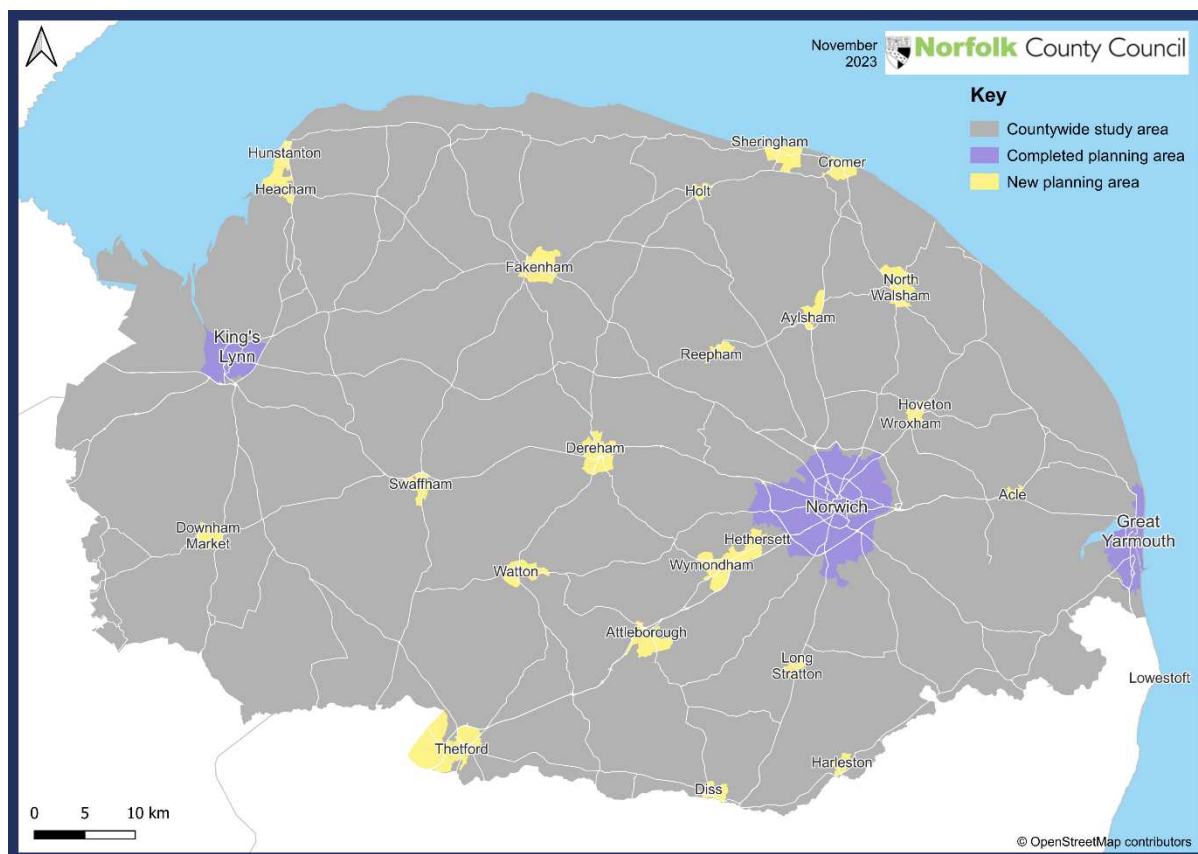 November
2023
Norfolk County Council
Key
Countywide study area
Completed planning area
New planning area
Hunstanton
Heacham
Sheringham
Cromer
Holt
Fakenham
North
Walsham
Aylsham
King's
Lynn
Reepham
Hoveton
Wroxham
Dereham
Swaffham
Acle
Norwich
Downham
Market
Great
Yarmouth
Hethersett
Wymondham
Watton
Attleborough
Long
Stratton
Lowestoft
Thetford
Harleston
Diss
0 5 10 km
© OpenStreetMap contributors